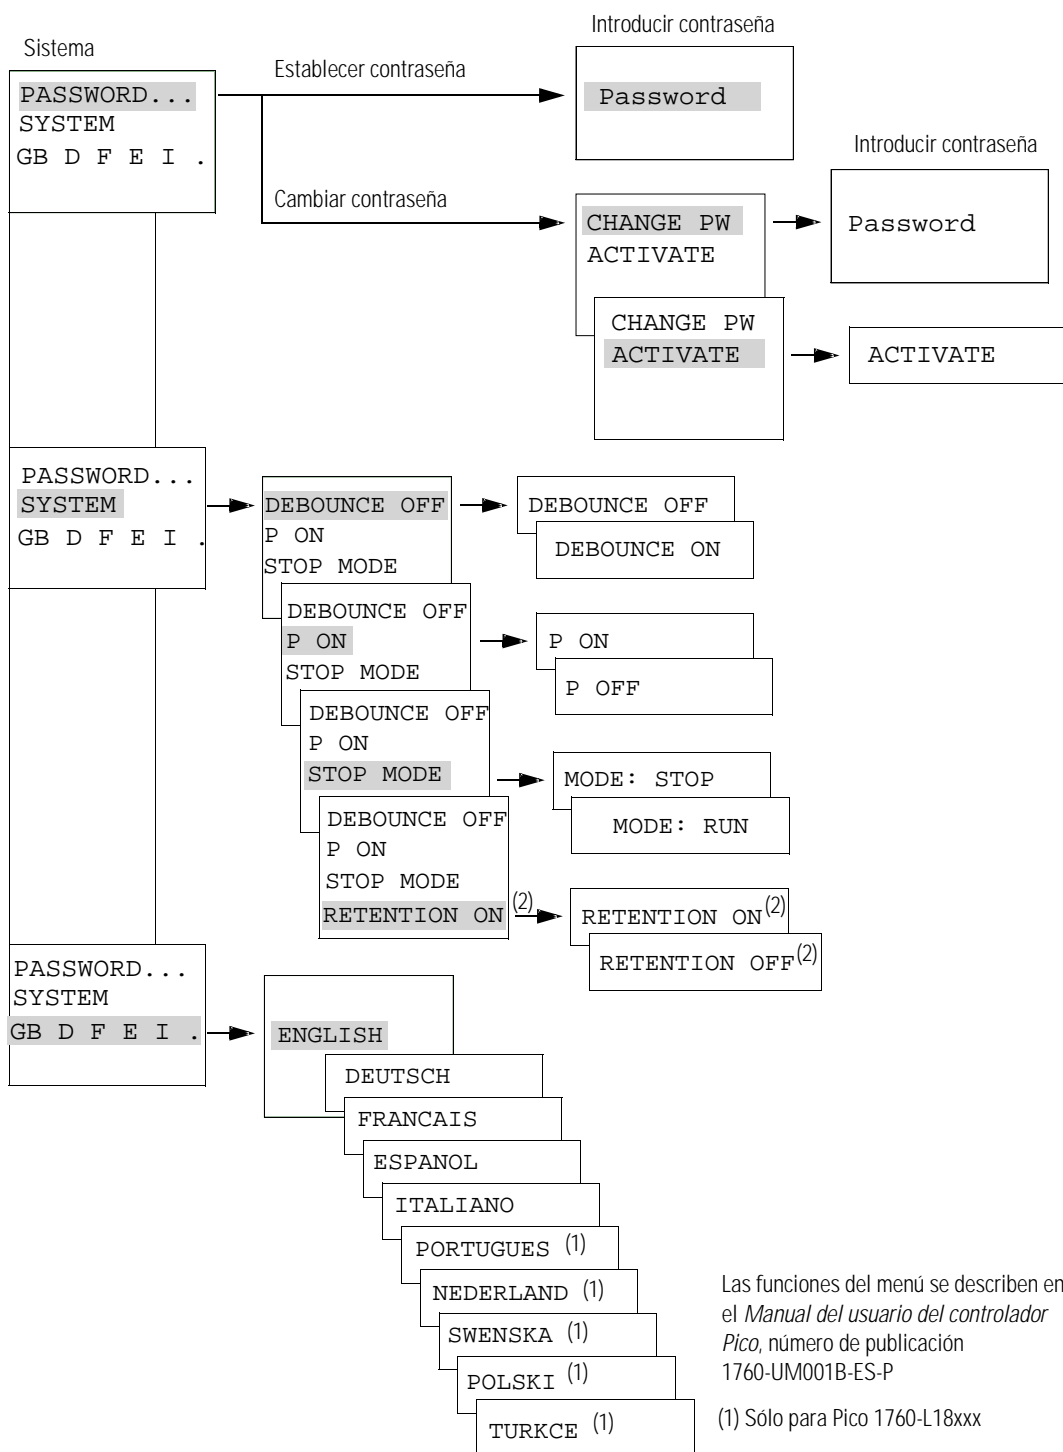 Introducir contraseña
Sistema
Establecer contraseña
PASSWORD...
SYSTEM
GB D F E I .
Password
Introducir contraseña
Cambiar contraseña
CHANGE PW
ACTIVATE
Password
CHANGE PW
ACTIVATE
ACTIVATE
PASSWORD...
SYSTEM
GB D F E I .
DEBOUNCE OFF
P ON
STOP MODE
DEBOUNCE OFF
DEBOUNCE ON
DEBOUNCE OFF
P ON
STOP MODE
P ON
P OFF
DEBOUNCE OFF
P ON
STOP MODE
MODE: STOP
MODE: RUN
DEBOUNCE OFF
P ON
STOP MODE
RETENTION ON (2)
RETENTION ON (2)
RETENTION OFF (2)
PASSWORD...
SYSTEM
GB D F E I .
ENGLISH
DEUTSCH
FRANCAIS
ESPANOL
ITALIANO
PORTUGUES (1)
NEDERLAND (1)
SWENSKA (1)
POLSKI (1)
TURKCE (1)
Las funciones del menú se describen en
el Manual del usuario del controlador
Pico, número de publicación
1760-UM001B-ES-P
(1) Sólo para Pico 1760-L18xxx